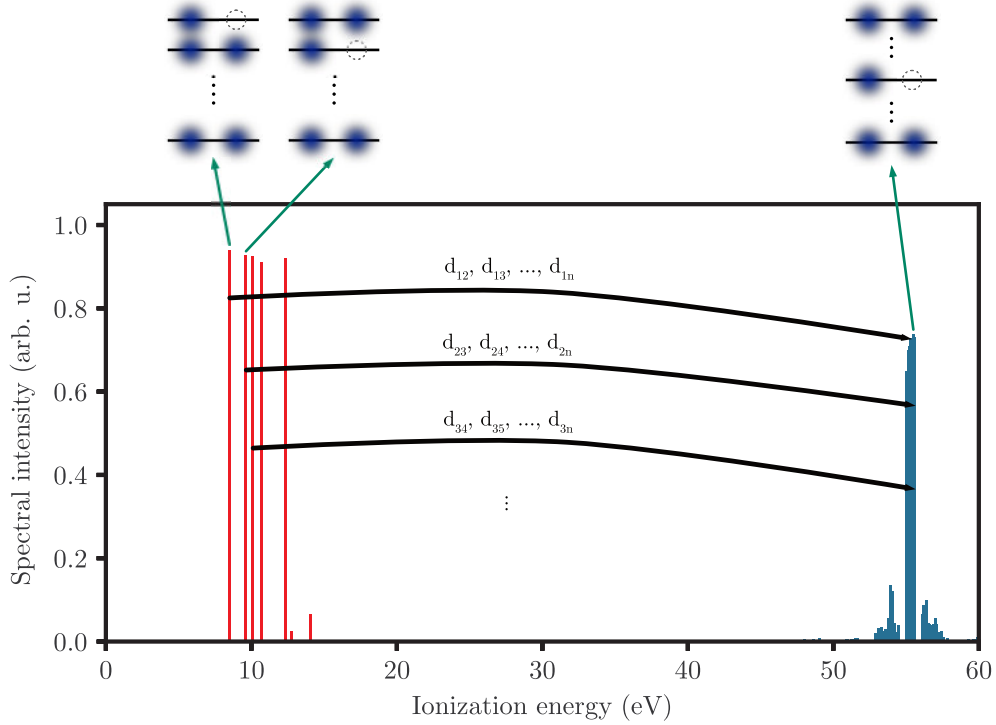 1.0
0.8
0.6
0.4
0.2
0.0
Spectral intensity (arb. u.)
d₁₂, d₁₃, ..., d₁ₙ
d₂₃, d₂₄, ..., d₂ₙ
d₃₄, d₃₅, ..., d₃ₙ
⋮
0 10 20 30 40 50 60
Ionization energy (eV)